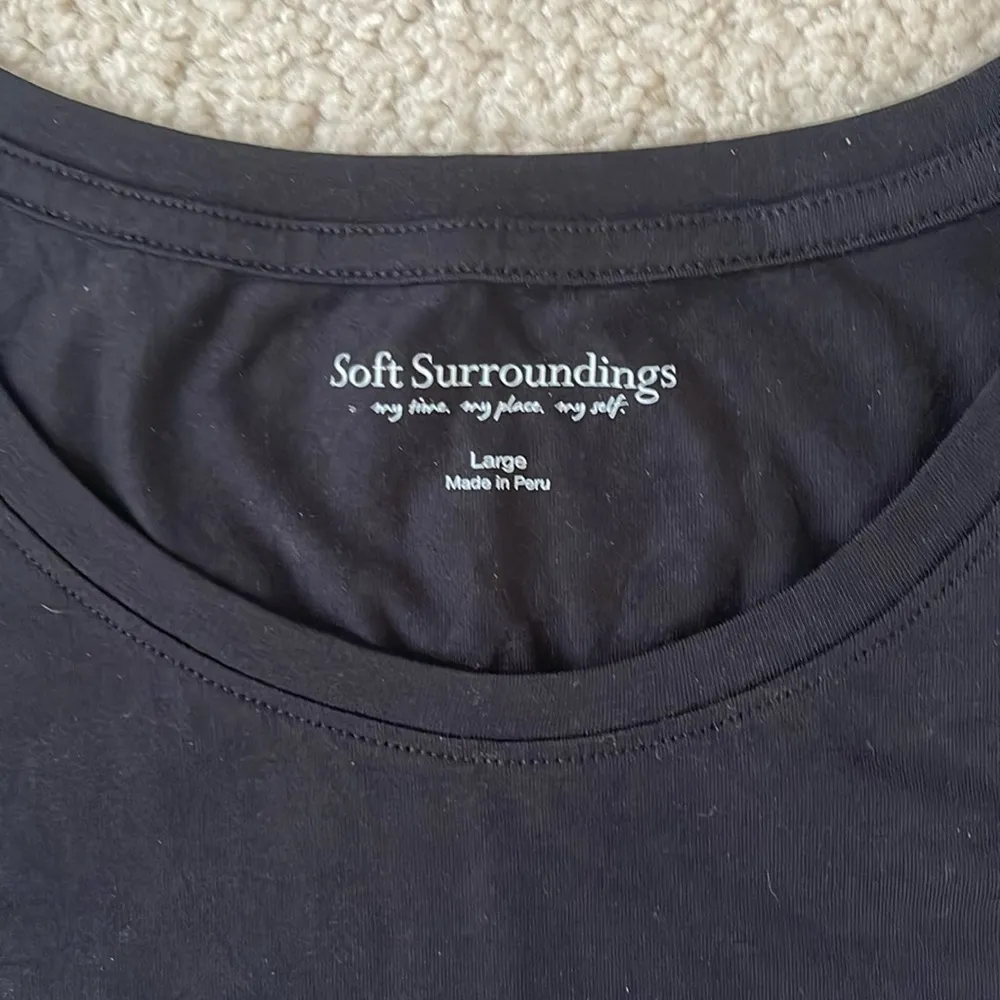 Soft Surroundings
my time. my place. my self.
Large
Made in Peru